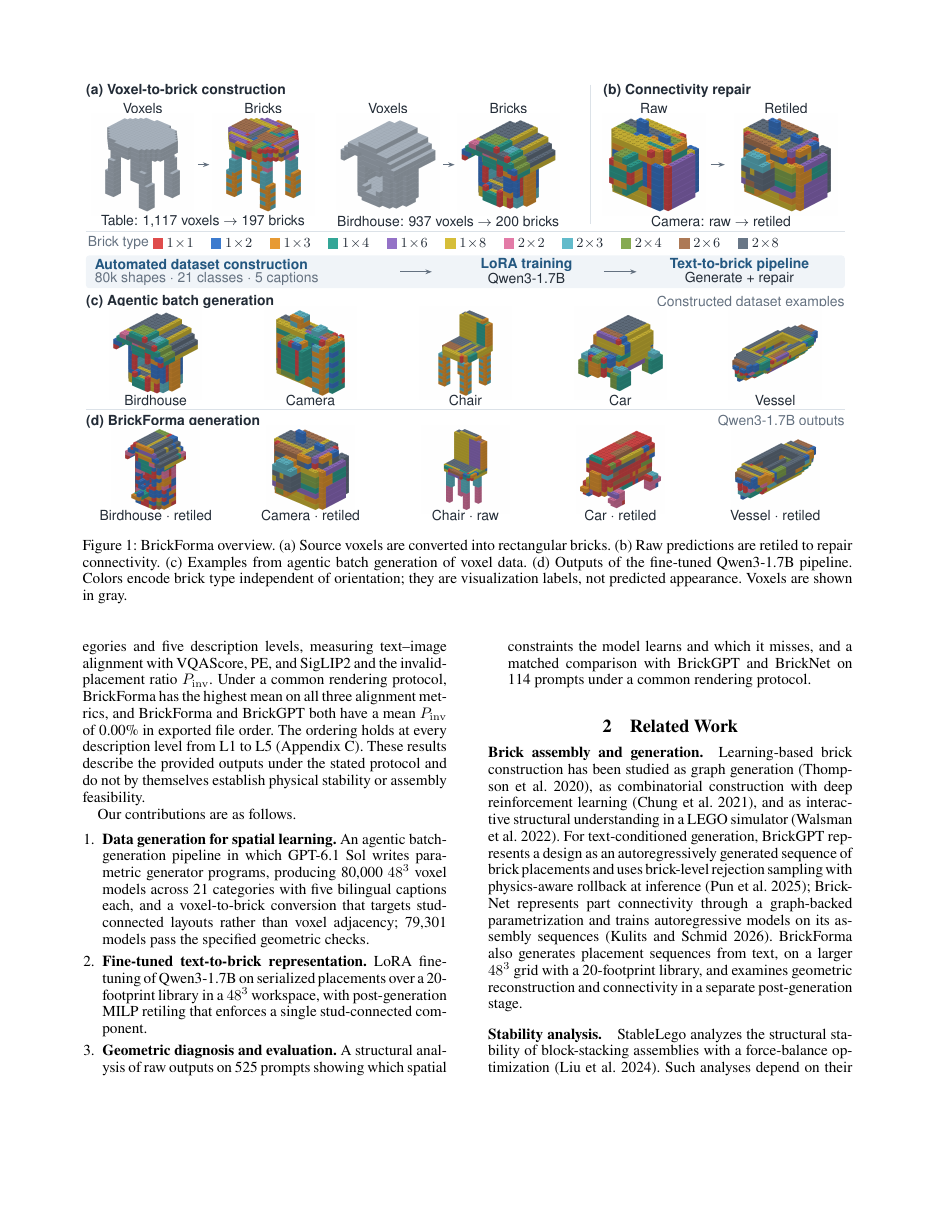 (a) Voxel-to-brick construction
(b) Connectivity repair
Voxels Bricks Voxels Bricks Raw Retiled
→ → →
Table: 1,117 voxels → 197 bricks
Birdhouse: 937 voxels → 200 bricks
Camera: raw → retiled
Brick type 1×1 1×2 1×3 1×4 1×6 1×8 2×2 2×3 2×4 2×6 2×8
Automated dataset construction
80k shapes · 21 classes · 5 captions
→
LoRA training
Qwen3-1.7B
→
Text-to-brick pipeline
Generate + repair
(c) Agentic batch generation
Constructed dataset examples
Birdhouse Camera Chair Car Vessel
(d) BrickForma generation
Qwen3-1.7B outputs
Birdhouse · retiled Camera · retiled Chair · raw Car · retiled Vessel · retiled
Figure 1: BrickForma overview. (a) Source voxels are converted into rectangular bricks. (b) Raw predictions are retiled to repair
connectivity. (c) Examples from agentic batch generation of voxel data. (d) Outputs of the fine-tuned Qwen3-1.7B pipeline.
Colors encode brick type independent of orientation; they are visualization labels, not predicted appearance. Voxels are shown
in gray.
egories and five description levels, measuring text–image
alignment with VQAScore, PE, and SigLIP2 and the invalid-
placement ratio P_inv. Under a common rendering protocol,
BrickForma has the highest mean on all three alignment met-
rics, and BrickForma and BrickGPT both have a mean P_inv
of 0.00% in exported file order. The ordering holds at every
description level from L1 to L5 (Appendix C). These results
describe the provided outputs under the stated protocol and
do not by themselves establish physical stability or assembly
feasibility.
Our contributions are as follows.
1. Data generation for spatial learning. An agentic batch-
generation pipeline in which GPT-6.1 Sol writes para-
metric generator programs, producing 80,000 48³ voxel
models across 21 categories with five bilingual captions
each, and a voxel-to-brick conversion that targets stud-
connected layouts rather than voxel adjacency; 79,301
models pass the specified geometric checks.
2. Fine-tuned text-to-brick representation. LoRA fine-
tuning of Qwen3-1.7B on serialized placements over a 20-
footprint library in a 48³ workspace, with post-generation
MILP retiling that enforces a single stud-connected com-
ponent.
3. Geometric diagnosis and evaluation. A structural anal-
ysis of raw outputs on 525 prompts showing which spatial
constraints the model learns and which it misses, and a
matched comparison with BrickGPT and BrickNet on
114 prompts under a common rendering protocol.
2 Related Work
Brick assembly and generation. Learning-based brick
construction has been studied as graph generation (Thomp-
son et al. 2020), as combinatorial construction with deep
reinforcement learning (Chung et al. 2021), and as interac-
tive structural understanding in a LEGO simulator (Walsman
et al. 2022). For text-conditioned generation, BrickGPT rep-
resents a design as an autoregressively generated sequence of
brick placements and uses brick-level rejection sampling with
physics-aware rollback at inference (Pun et al. 2025); Brick-
Net represents part connectivity through a graph-backed
parametrization and trains autoregressive models on its as-
sembly sequences (Kulits and Schmid 2026). BrickForma
also generates placement sequences from text, on a larger
48³ grid with a 20-footprint library, and examines geometric
reconstruction and connectivity in a separate post-generation
stage.
Stability analysis. StableLego analyzes the structural sta-
bility of block-stacking assemblies with a force-balance op-
timization (Liu et al. 2024). Such analyses depend on their